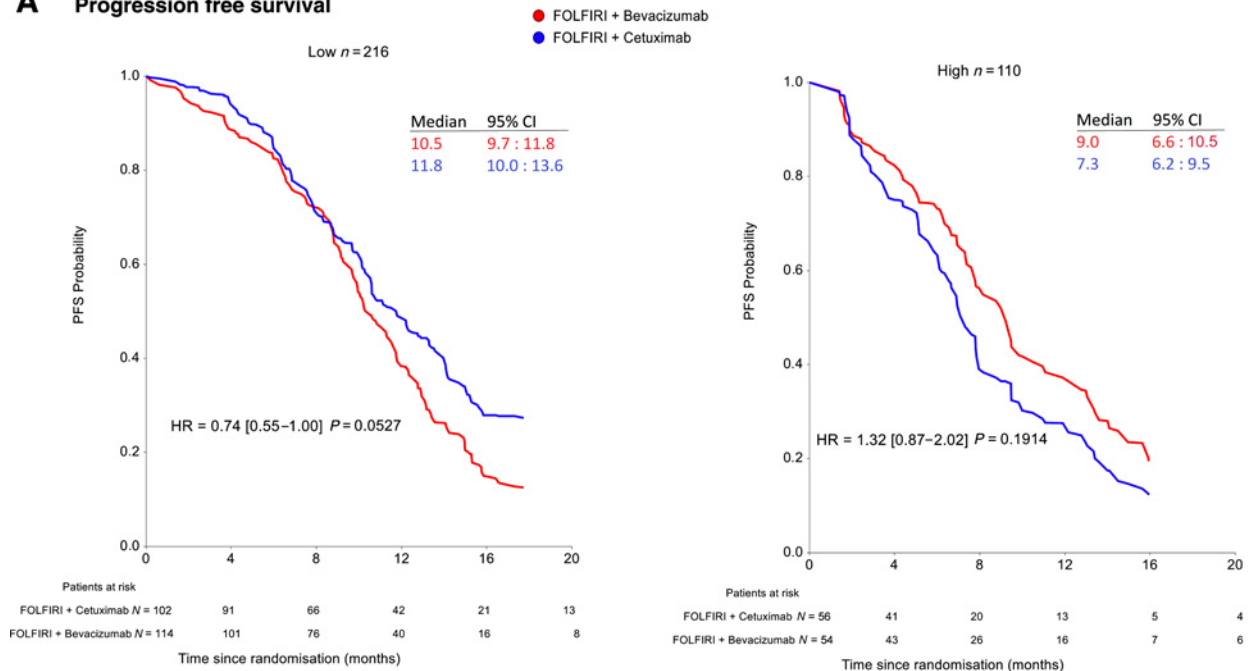 A Progression free survival
FOLFIRI + Bevacizumab
FOLFIRI + Cetuximab
Low n = 216
Median 95% CI
10.5 9.7 : 11.8
11.8 10.0 : 13.6
PFS Probability
1.0
0.8
0.6
0.4
0.2
0.0
HR = 0.74 [0.55–1.00] P = 0.0527
0 4 8 12 16 20
Patients at risk
FOLFIRI + Cetuximab N = 102 91 66 42 21 13
FOLFIRI + Bevacizumab N = 114 101 76 40 16 8
Time since randomisation (months)
High n = 110
Median 95% CI
9.0 6.6 : 10.5
7.3 6.2 : 9.5
PFS Probability
1.0
0.8
0.6
0.4
0.2
0.0
HR = 1.32 [0.87–2.02] P = 0.1914
0 4 8 12 16 20
Patients at risk
FOLFIRI + Cetuximab N = 56 41 20 13 5 4
FOLFIRI + Bevacizumab N = 54 43 26 16 7 6
Time since randomisation (months)